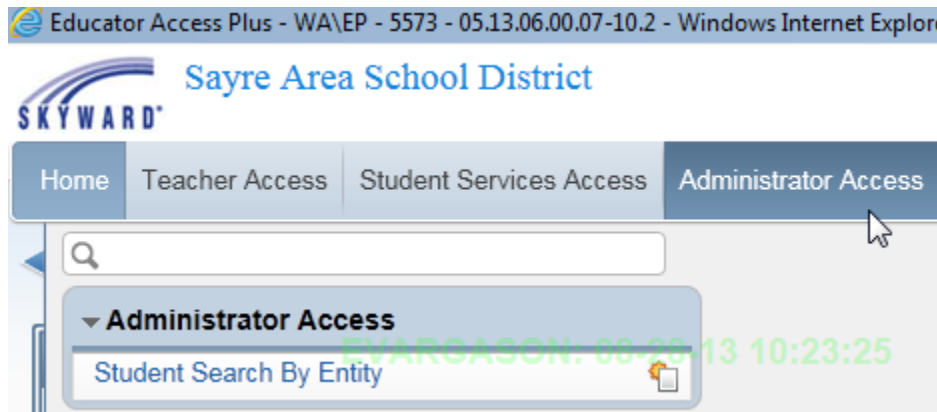 Educator Access Plus - WA\EP - 5573 - 05.13.06.00.07-10.2 - Windows Internet Explore
Sayre Area School District
SKYWARD
Home Teacher Access Student Services Access Administrator Access
Administrator Access
EVARGASON: 08-28-13 10:23:25
Student Search By Entity